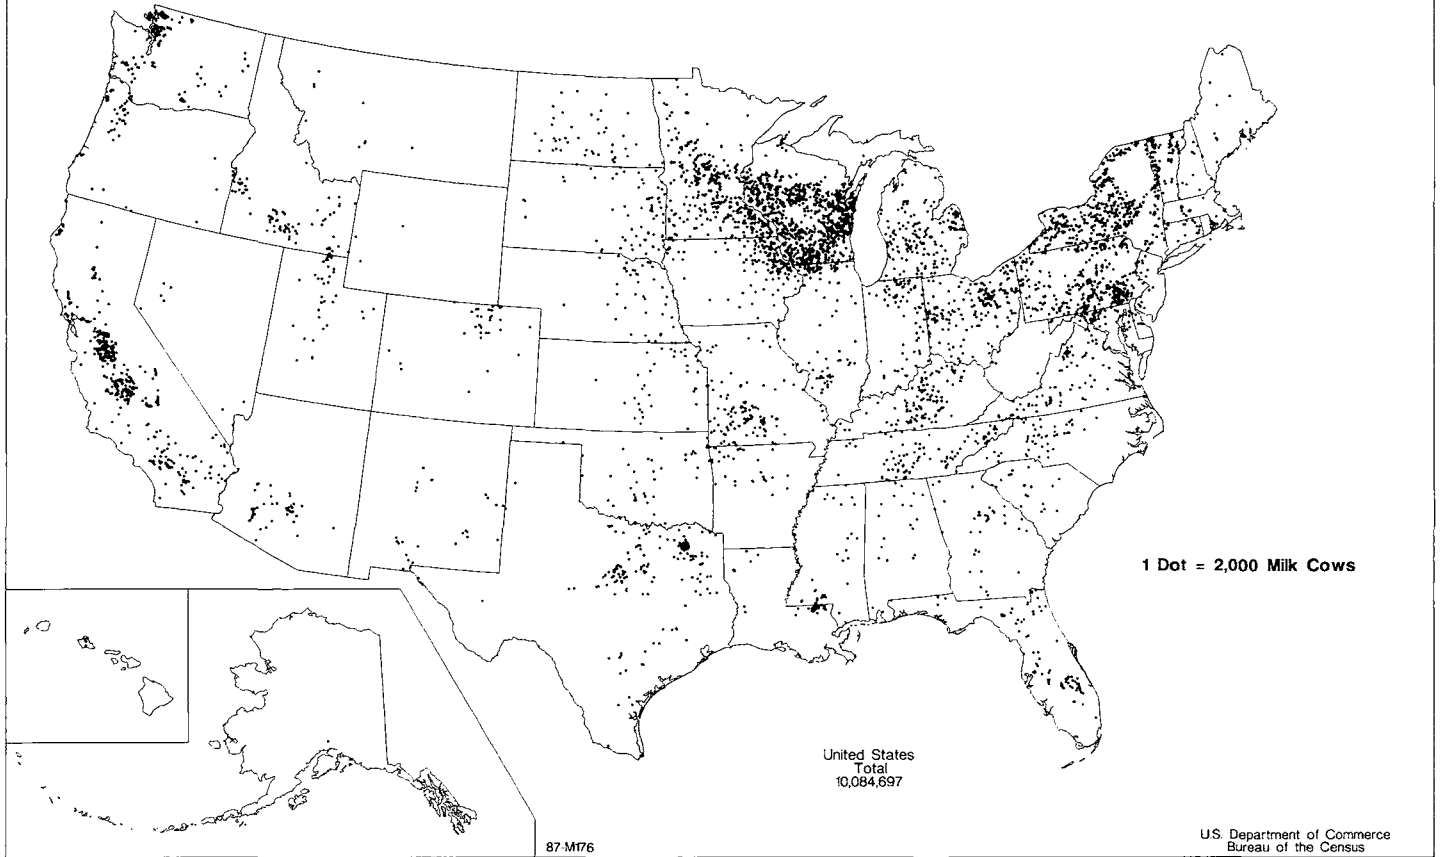 1 Dot = 2,000 Milk Cows
United States
Total
10,084,697
87-M176
U.S. Department of Commerce
Bureau of the Census